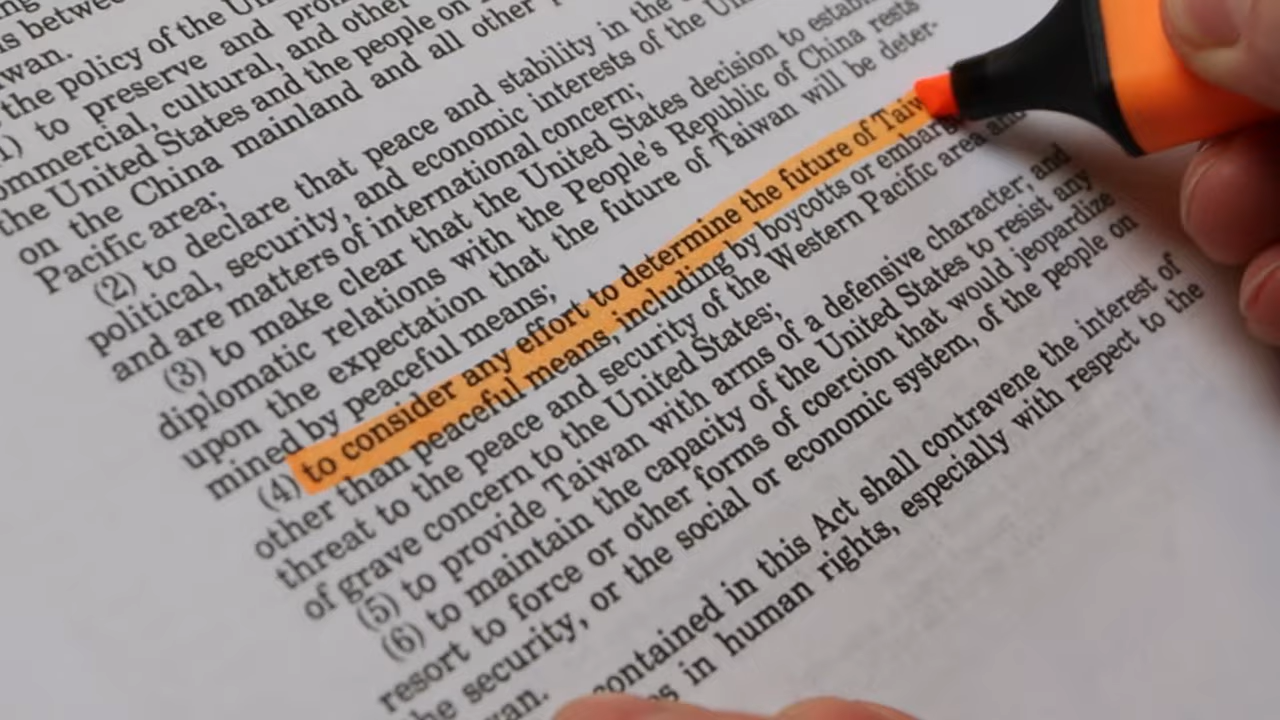 s between
wan.
the policy of the Un
1) to preserve and pro
ommercial, cultural, and other
the United States and the people on
on the China mainland and all other
Pacific area;
(2) to declare that peace and stability in the
political, security, and economic interests of the Un
and are matters of international concern;
(3) to make clear that the United States decision to establ
diplomatic relations with the People's Republic of China rests
upon the expectation that the future of Taiwan will be deter-
mined by peaceful means;
(4) to consider any effort to determine the future of Taiw
other than peaceful means, including by boycotts or embarg
threat to the peace and security of the Western Pacific area and
of grave concern to the United States;
(5) to provide Taiwan with arms of a defensive character; and
(6) to maintain the capacity of the United States to resist any
resort to force or other forms of coercion that would jeopardize
he security, or the social or economic system, of the people on
wan.
contained in this Act shall contravene the interest of
es in human rights, especially with respect to the